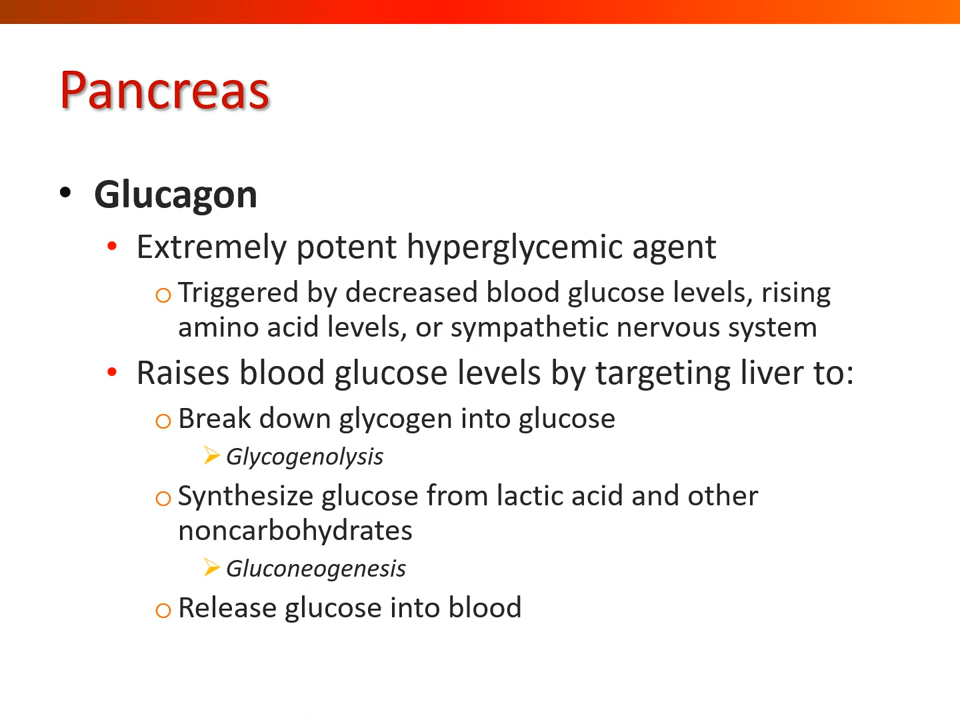 Pancreas
• Glucagon
• Extremely potent hyperglycemic agent
o Triggered by decreased blood glucose levels, rising
amino acid levels, or sympathetic nervous system
• Raises blood glucose levels by targeting liver to:
o Break down glycogen into glucose
➢ Glycogenolysis
o Synthesize glucose from lactic acid and other
noncarbohydrates
➢ Gluconeogenesis
o Release glucose into blood